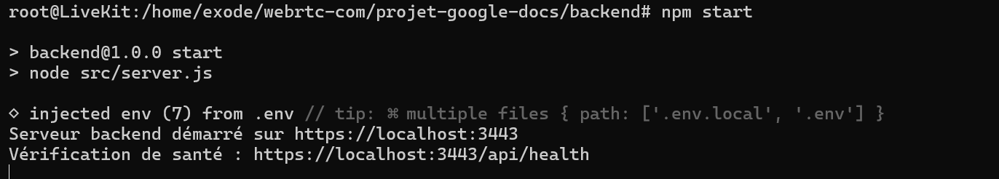 root@LiveKit:/home/exode/webrtc-com/projet-google-docs/backend# npm start
> backend@1.0.0 start
> node src/server.js
◇ injected env (7) from .env // tip: ⌘ multiple files { path: ['.env.local', '.env'] }
Serveur backend démarré sur https://localhost:3443
Vérification de santé : https://localhost:3443/api/health